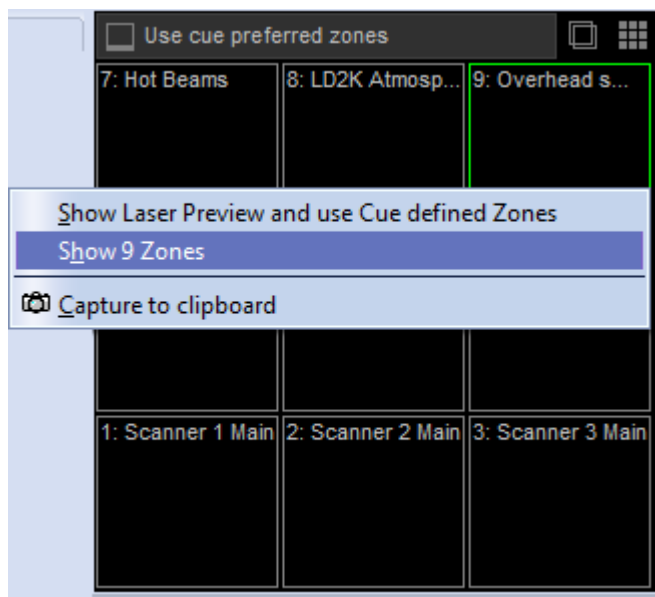 Use cue preferred zones
7: Hot Beams
8: LD2K Atmosp...
9: Overhead s...
Show Laser Preview and use Cue defined Zones
Show 9 Zones
Capture to clipboard
1: Scanner 1 Main
2: Scanner 2 Main
3: Scanner 3 Main